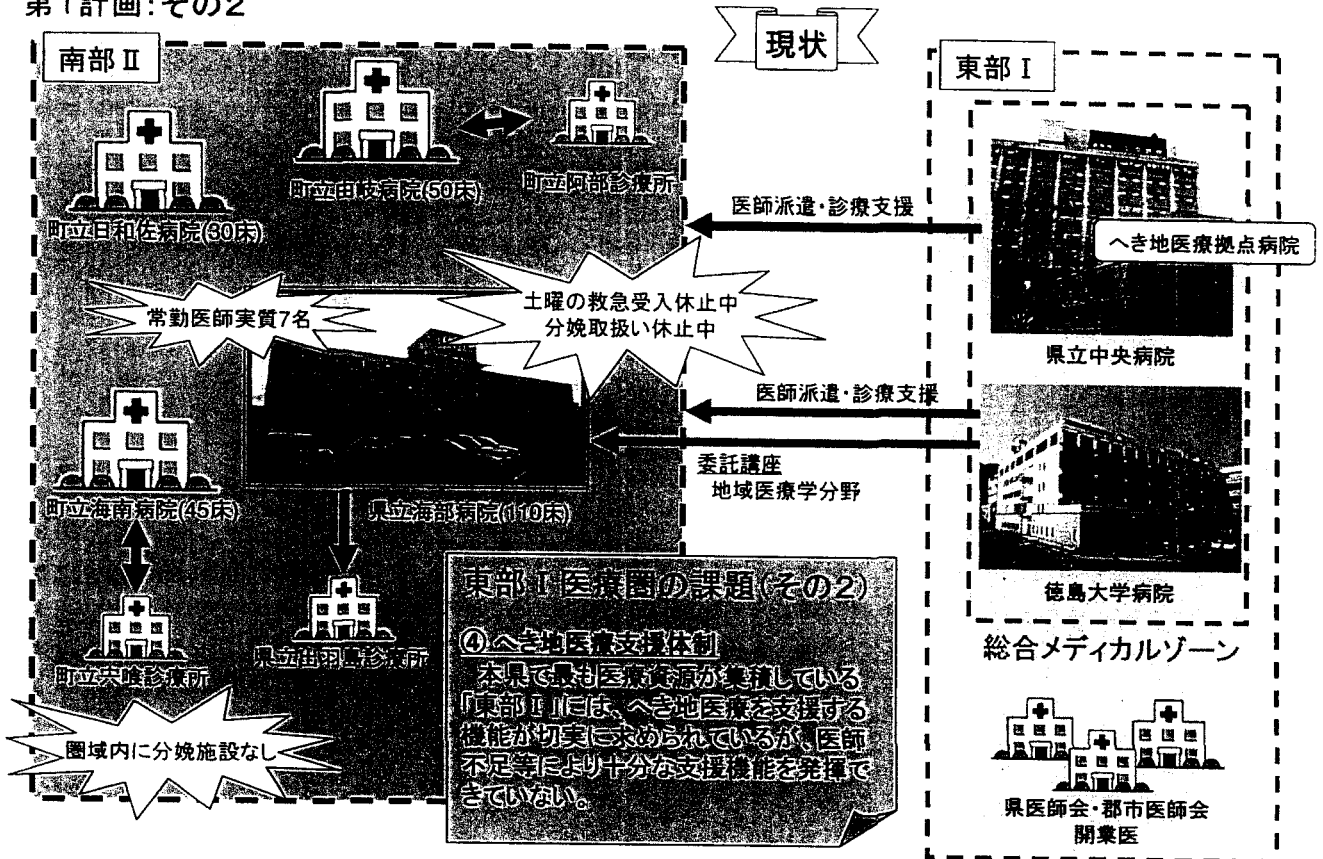 第1計画:その2
現状
南部Ⅱ
町立由岐病院(50床)
町立阿部診療所
町立日和佐病院(30床)
常勤医師実質7名
土曜の救急受入休止中
分娩取扱い休止中
町立海南病院(45床)
県立海部病院(110床)
町立宍喰診療所
県立出羽島診療所
圏域内に分娩施設なし
医師派遣・診療支援
医師派遣・診療支援
委託講座
地域医療学分野
東部Ⅰ医療圏の課題(その2)
④ へき地医療支援体制
本県で最も医療資源が集積している
「東部Ⅰ」には、へき地医療を支援する
機能が切実に求められているが、医師
不足等により十分な支援機能を発揮で
きていない。
東部Ⅰ
へき地医療拠点病院
県立中央病院
徳島大学病院
総合メディカルゾーン
県医師会・郡市医師会
開業医